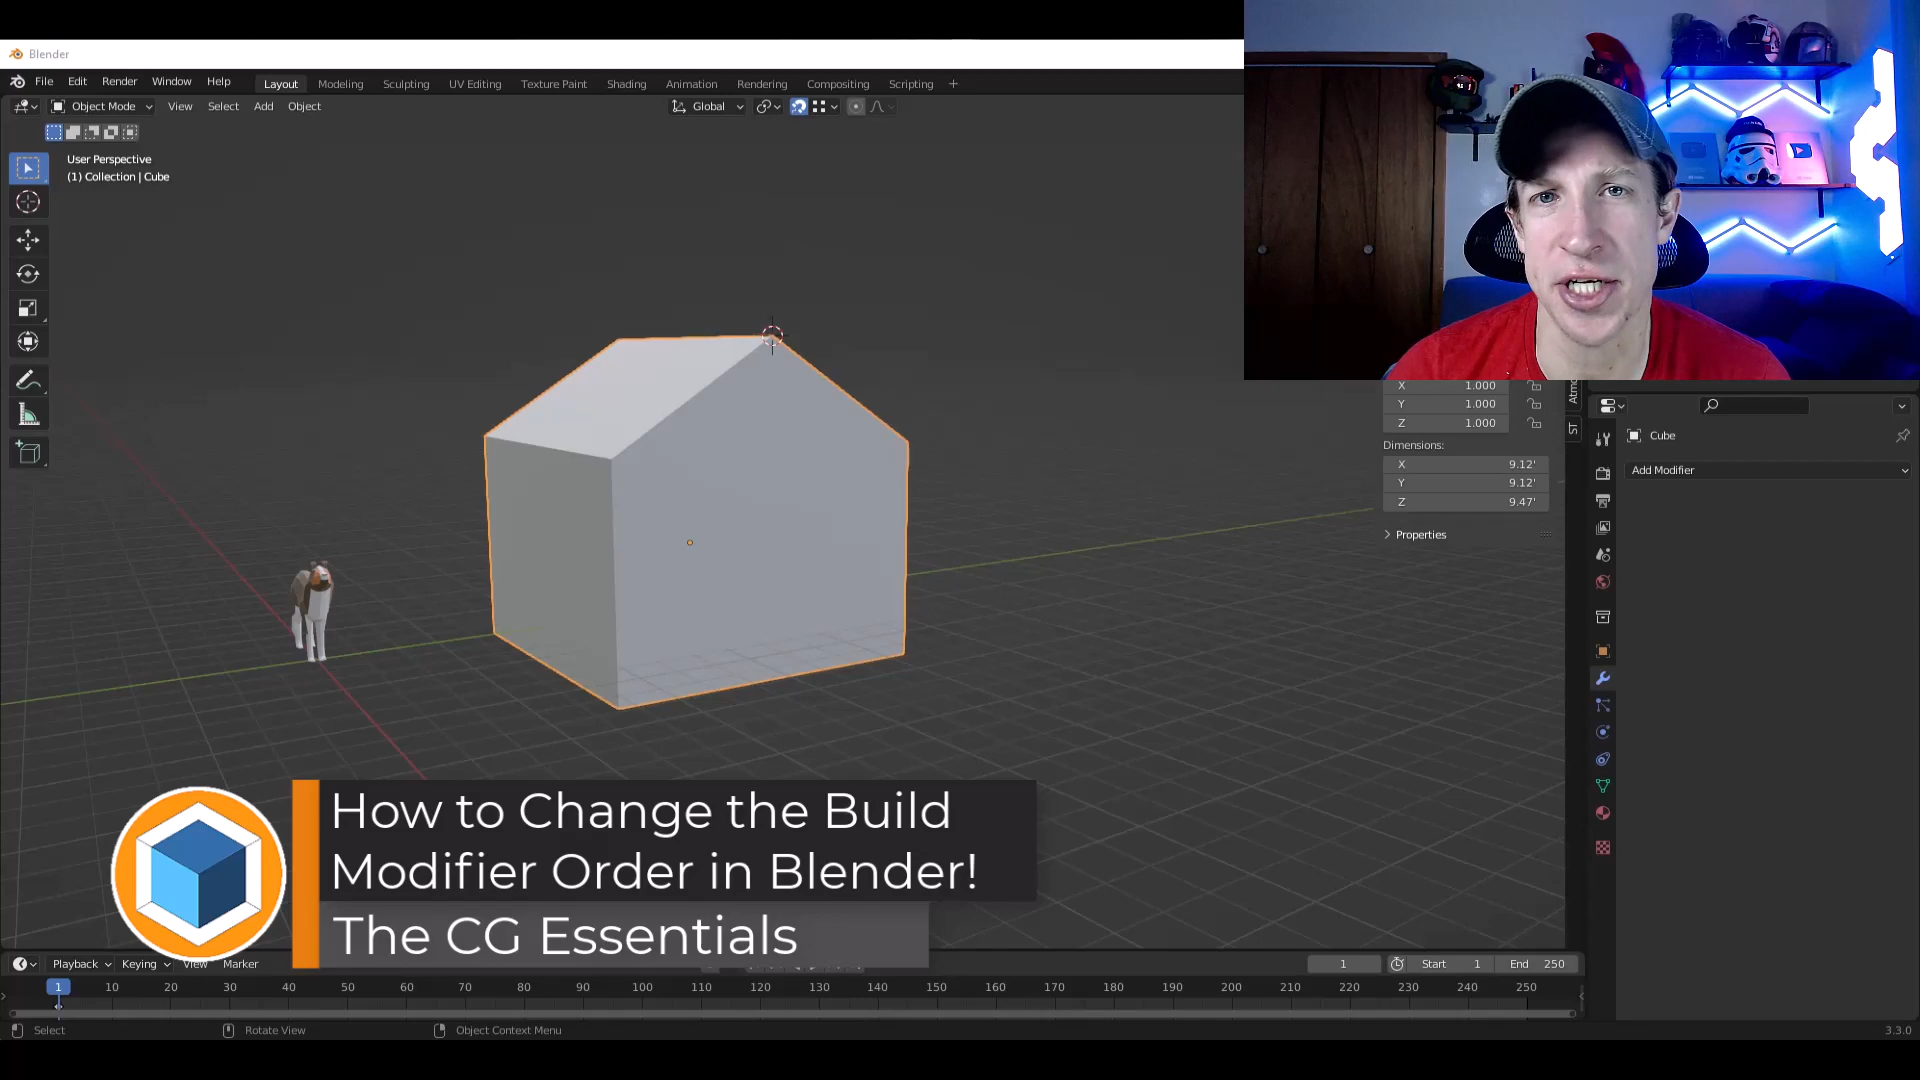 Blender
File Edit Render Window Help Layout Modeling Sculpting UV Editing Texture Paint Shading Animation Rendering Compositing Scripting +
Object Mode View Select Add Object Global
User Perspective
(1) Collection | Cube
X 1.000
Y 1.000
Z 1.000
Dimensions:
X 9.12'
Y 9.12'
Z 9.47'
Properties
ST
Cube
Add Modifier
How to Change the Build
Modifier Order in Blender!
The CG Essentials
Playback Keying View Marker 1 Start 1 End 250
1 10 20 30 40 50 60 70 80 90 100 110 120 130 140 150 160 170 180 190 200 210 220 230 240 250
Select Rotate View Object Context Menu 3.3.0